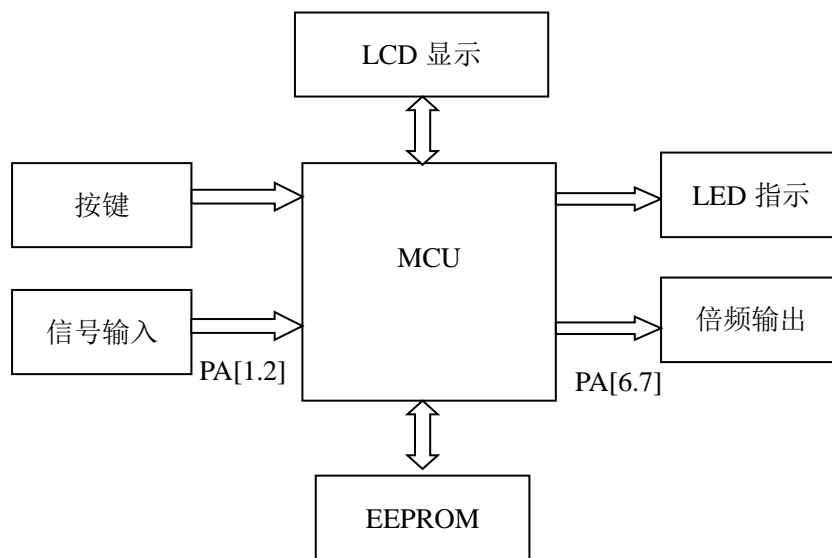 LCD 显示
按键
LED 指示
MCU
信号输入
倍频输出
PA[1.2]
PA[6.7]
EEPROM